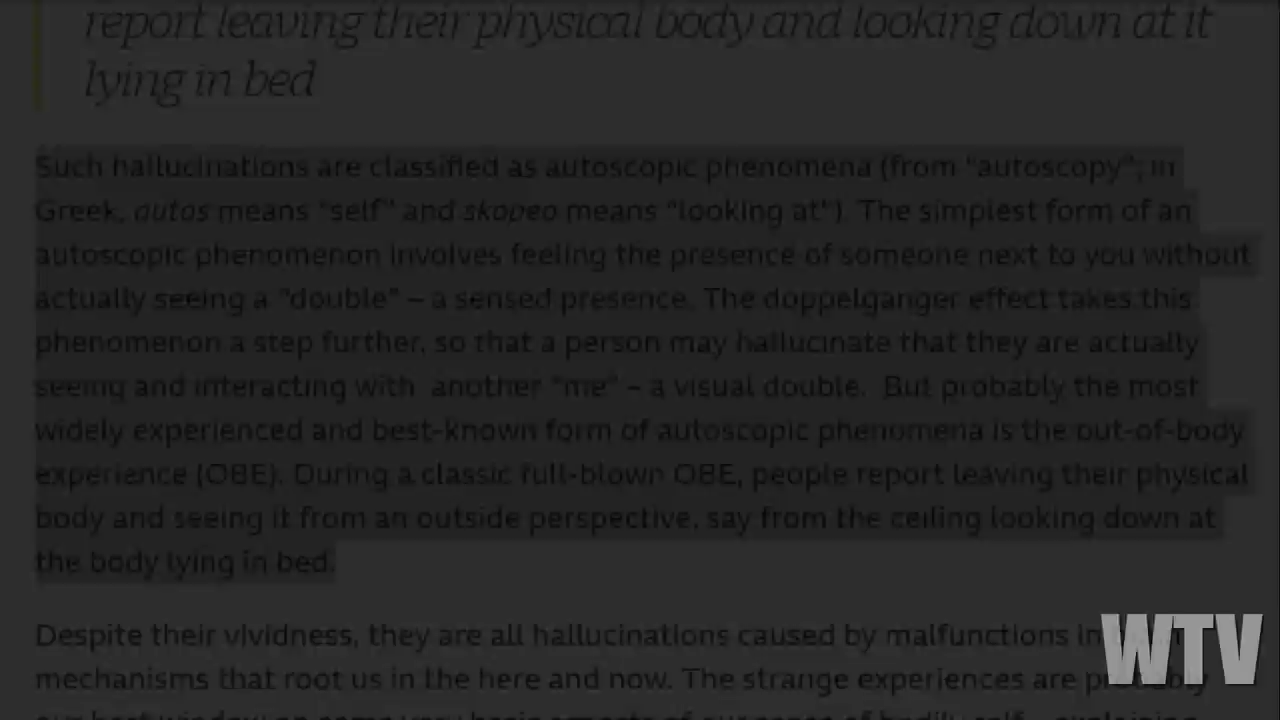 report leaving their physical body and looking down at it
lying in bed
Such hallucinations are classified as autoscopic phenomena (from "autoscopy"; in
Greek, autos means "self" and skopeo means "looking at"). The simplest form of an
autoscopic phenomenon involves feeling the presence of someone next to you without
actually seeing a "double" – a sensed presence. The doppelganger effect takes this
phenomenon a step further, so that a person may hallucinate that they are actually
seeing and interacting with another "me" – a visual double. But probably the most
widely experienced and best-known form of autoscopic phenomena is the out-of-body
experience (OBE). During a classic full-blown OBE, people report leaving their physical
body and seeing it from an outside perspective, say from the ceiling looking down at
the body lying in bed.
Despite their vividness, they are all hallucinations caused by malfunctions in
mechanisms that root us in the here and now. The strange experiences are probably
WTV